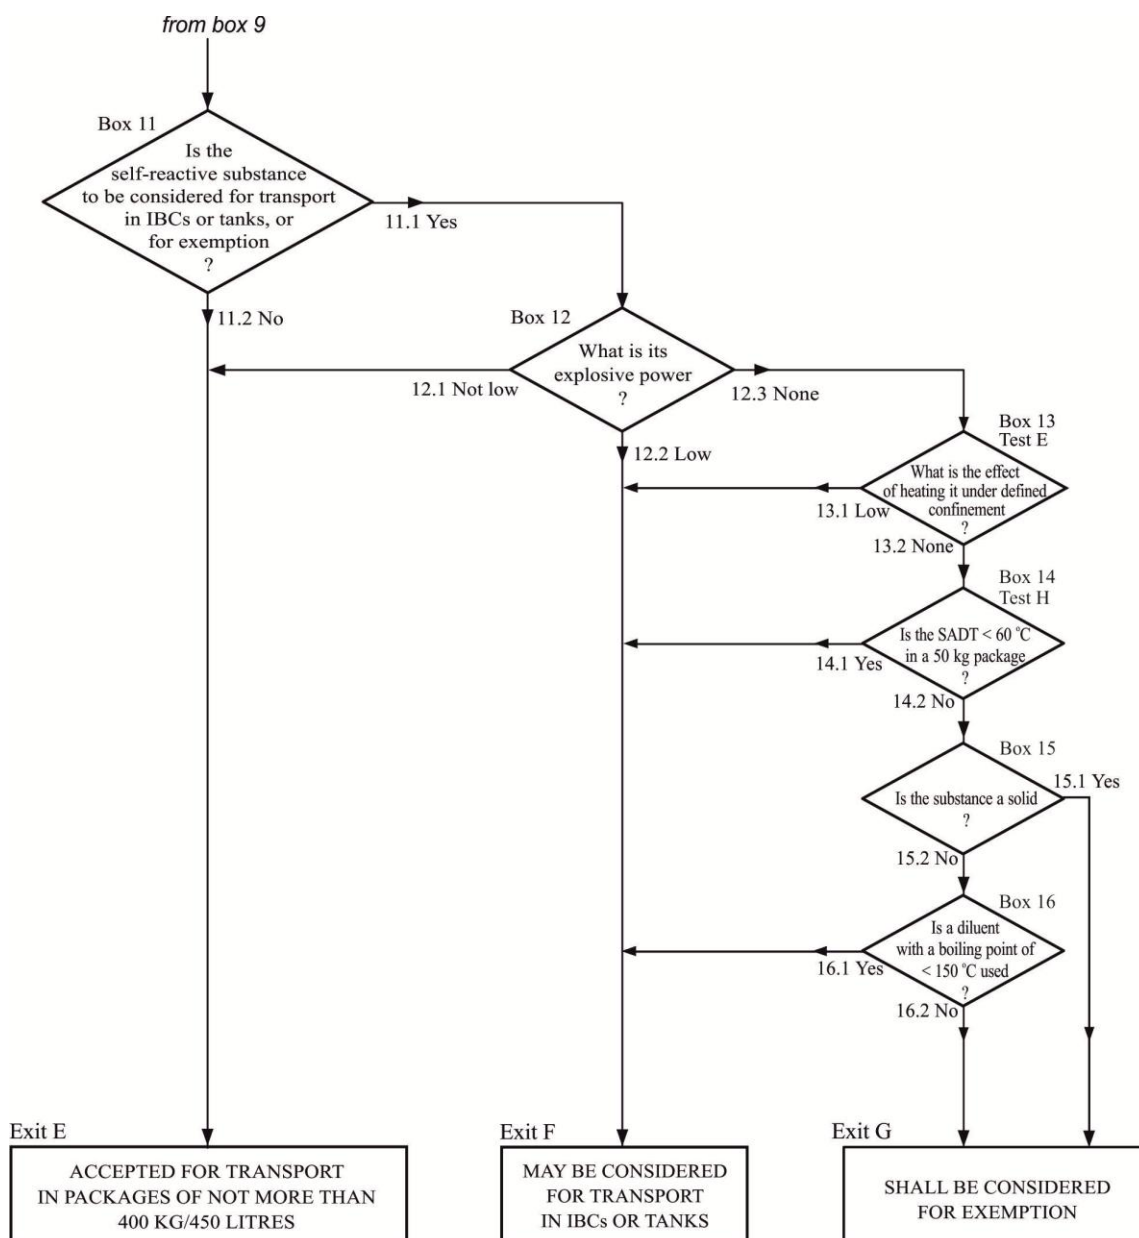 from box 9
Box 11
Is the
self-reactive substance
to be considered for transport
in IBCs or tanks, or
for exemption
?
11.1 Yes
11.2 No
Box 12
What is its
explosive power
?
12.1 Not low
12.3 None
12.2 Low
Box 13
Test E
What is the effect
of heating it under defined
confinement
?
13.1 Low
13.2 None
Box 14
Test H
Is the SADT < 60 °C
in a 50 kg package
?
14.1 Yes
14.2 No
Box 15
15.1 Yes
Is the substance a solid
?
15.2 No
Box 16
Is a diluent
with a boiling point of
< 150 °C used
?
16.1 Yes
16.2 No
Exit E
ACCEPTED FOR TRANSPORT
IN PACKAGES OF NOT MORE THAN
400 KG/450 LITRES
Exit F
MAY BE CONSIDERED
FOR TRANSPORT
IN IBCs OR TANKS
Exit G
SHALL BE CONSIDERED
FOR EXEMPTION